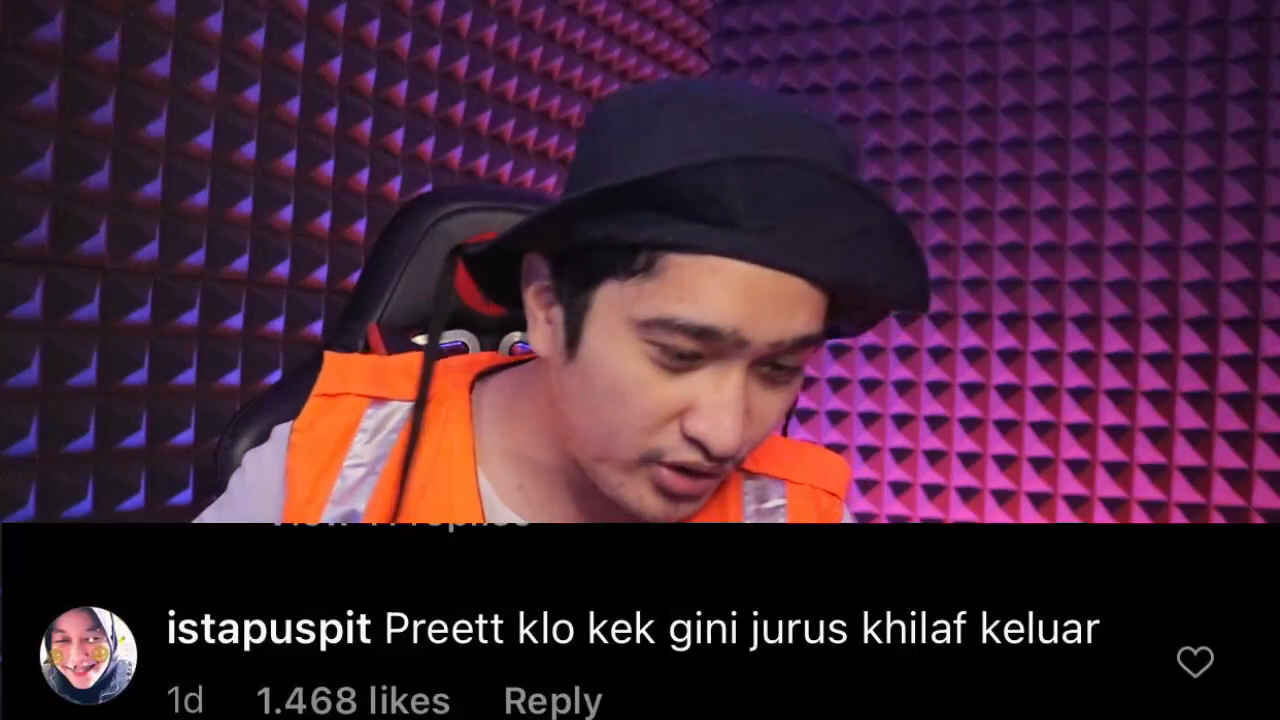 istapuspit Preett klo kek gini jurus khilaf keluar
1d 1.468 likes Reply